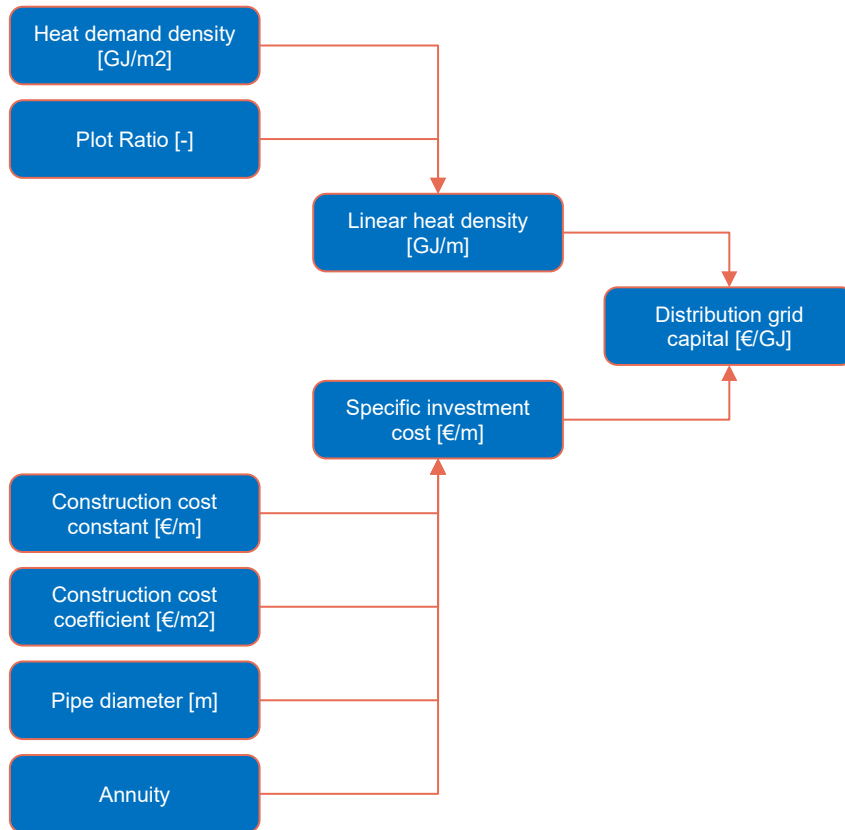 Heat demand density
[GJ/m2]
Plot Ratio [-]
Linear heat density
[GJ/m]
Distribution grid
capital [€/GJ]
Specific investment
cost [€/m]
Construction cost
constant [€/m]
Construction cost
coefficient [€/m2]
Pipe diameter [m]
Annuity